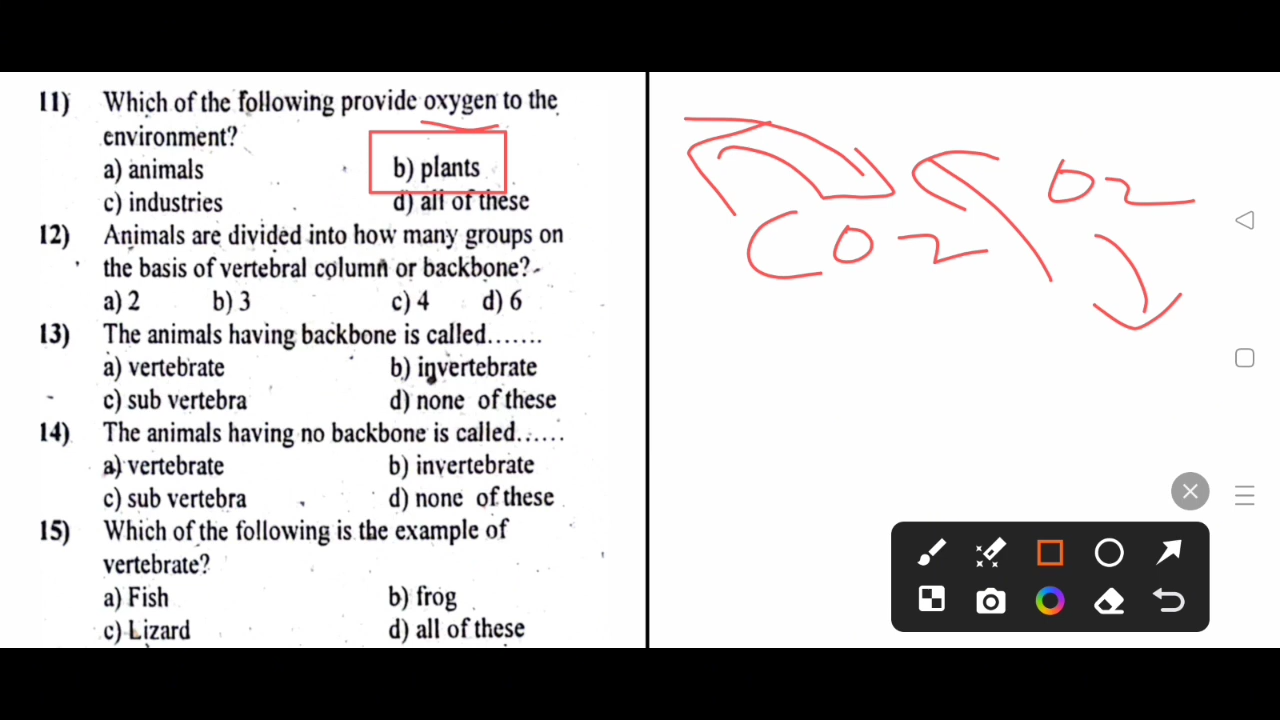 11) Which of the following provide oxygen to the
environment?
a) animals b) plants
c) industries d) all of these
12) Animals are divided into how many groups on
the basis of vertebral column or backbone?
a) 2 b) 3 c) 4 d) 6
13) The animals having backbone is called.......
a) vertebrate b) invertebrate
c) sub vertebra d) none of these
14) The animals having no backbone is called......
a) vertebrate b) invertebrate
c) sub vertebra d) none of these
15) Which of the following is the example of
vertebrate?
a) Fish b) frog
c) Lizard d) all of these
O2
CO2